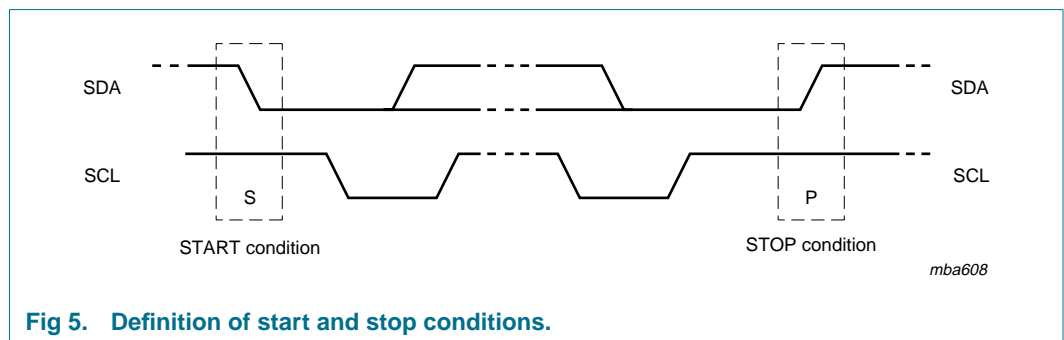 SDA SDA
SCL SCL
S P
START condition STOP condition
mba608
Fig 5. Definition of start and stop conditions.